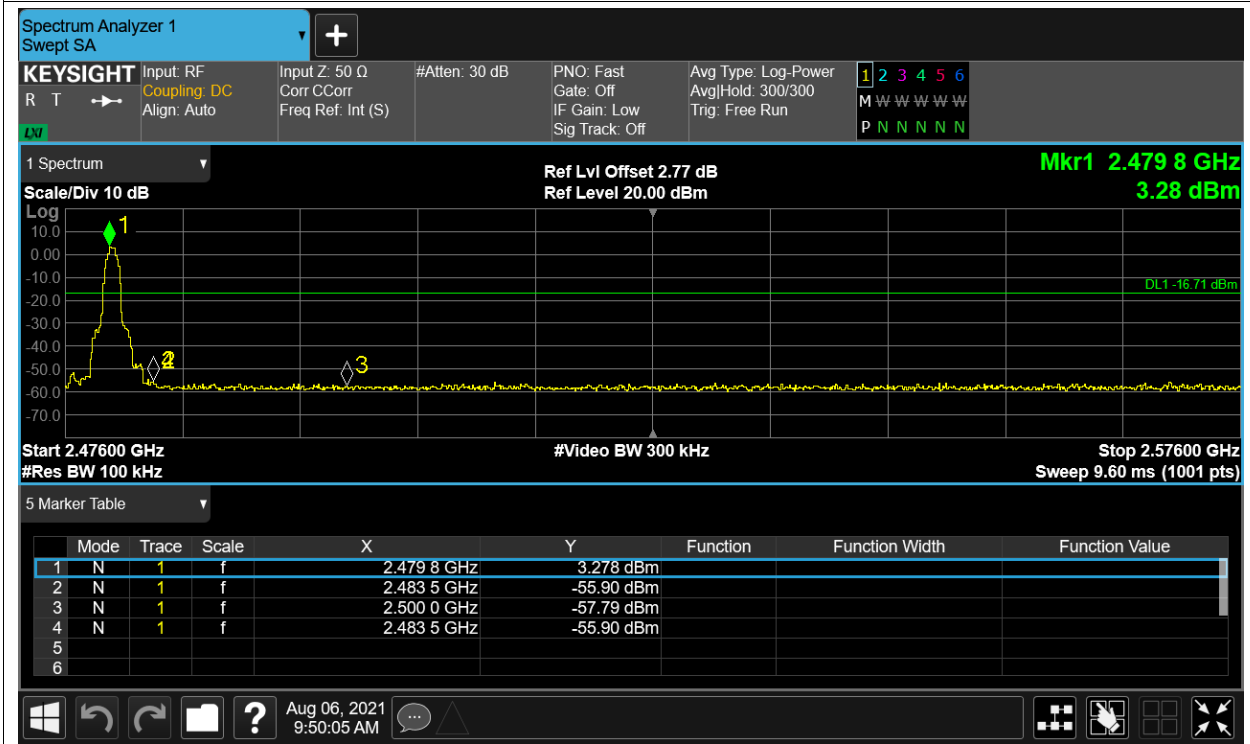 Spectrum Analyzer 1
Swept SA
+
KEYSIGHT Input: RF Input Z: 50 Ω #Atten: 30 dB PNO: Fast Avg Type: Log-Power 1 2 3 4 5 6
R T Coupling: DC Corr CCorr Gate: Off Avg|Hold: 300/300 M W W W W W
Align: Auto Freq Ref: Int (S) IF Gain: Low Trig: Free Run
LXI Sig Track: Off P N N N N N
1 Spectrum Ref Lvl Offset 2.77 dB Mkr1 2.479 8 GHz
Scale/Div 10 dB Ref Level 20.00 dBm 3.28 dBm
Log
1
10.0
0.00
-10.0
DL1 -16.71 dBm
-20.0
-30.0
-40.0
2 3
-50.0
-60.0
-70.0
Start 2.47600 GHz #Video BW 300 kHz Stop 2.57600 GHz
#Res BW 100 kHz Sweep 9.60 ms (1001 pts)
5 Marker Table
Mode Trace Scale X Y Function Function Width Function Value
1 N 1 f 2.479 8 GHz 3.278 dBm
2 N 1 f 2.483 5 GHz -55.90 dBm
3 N 1 f 2.500 0 GHz -57.79 dBm
4 N 1 f 2.483 5 GHz -55.90 dBm
5
6
? Aug 06, 2021
9:50:05 AM